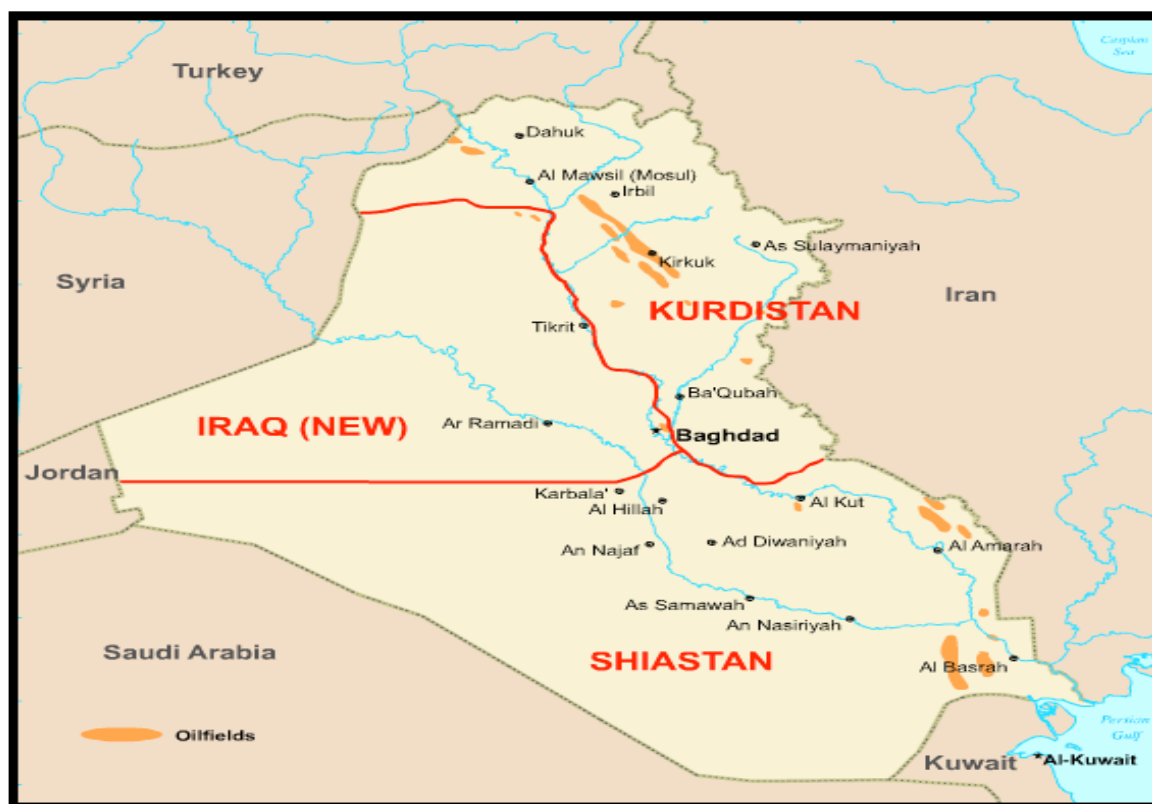 Caspian
Sea
Turkey
Dahuk
Al Mawsil (Mosul)
Irbil
As Sulaymaniyah
Kirkuk
Syria
Iran
KURDISTAN
Tikrit
Ba'Qubah
IRAQ (NEW)
Ar Ramadi
Baghdad
Jordan
Karbala'
Al Hillah
Al Kut
An Najaf
Ad Diwaniyah
Al Amarah
As Samawah
An Nasiriyah
Saudi Arabia
SHIASTAN
Al Basrah
Oilfields
Persian
Gulf
Kuwait
Al-Kuwait